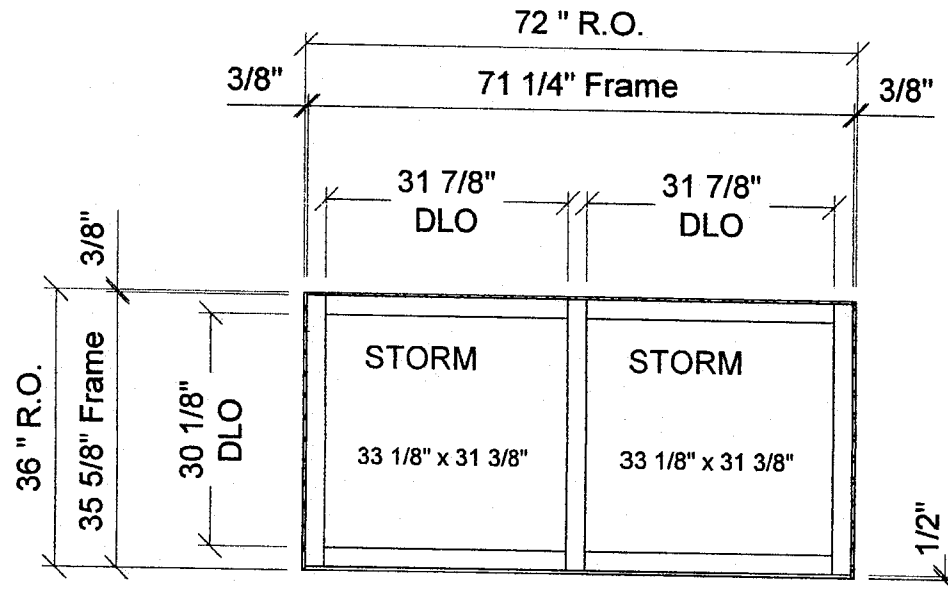 72 " R.O.
3/8"
71 1/4" Frame
3/8"
31 7/8"
DLO
31 7/8"
DLO
3/8"
36 " R.O.
35 5/8" Frame
30 1/8"
DLO
STORM
STORM
33 1/8" x 31 3/8"
33 1/8" x 31 3/8"
1/2"